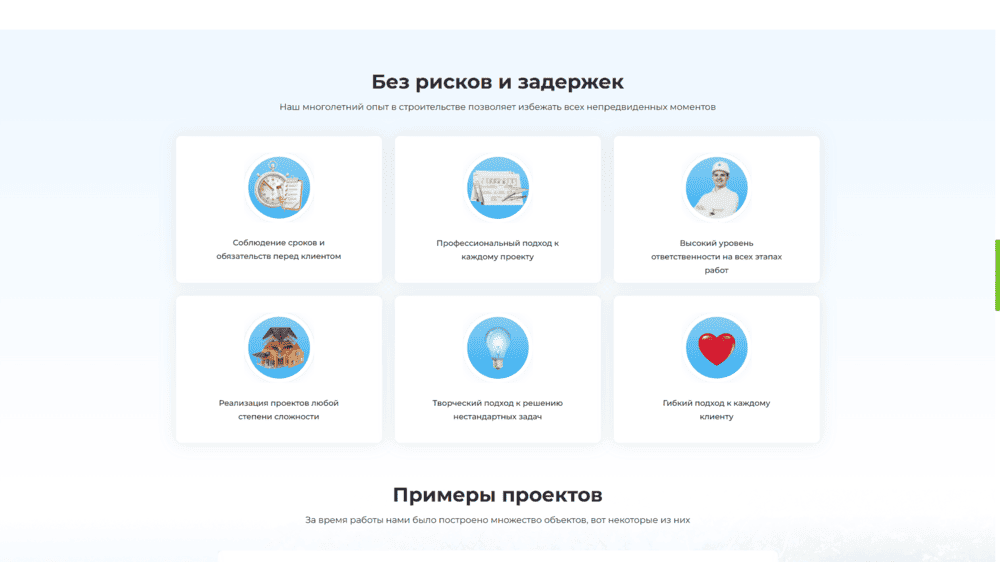 Без рисков и задержек
Наш многолетний опыт в строительстве позволяет избежать всех непредвиденных моментов
Соблюдение сроков и
обязательств перед клиентом
Профессиональный подход к
каждому проекту
Высокий уровень
ответственности на всех этапах
работ
Реализация проектов любой
степени сложности
Творческий подход к решению
нестандартных задач
Гибкий подход к каждому
клиенту
Примеры проектов
За время работы нами было построено множество объектов, вот некоторые из них